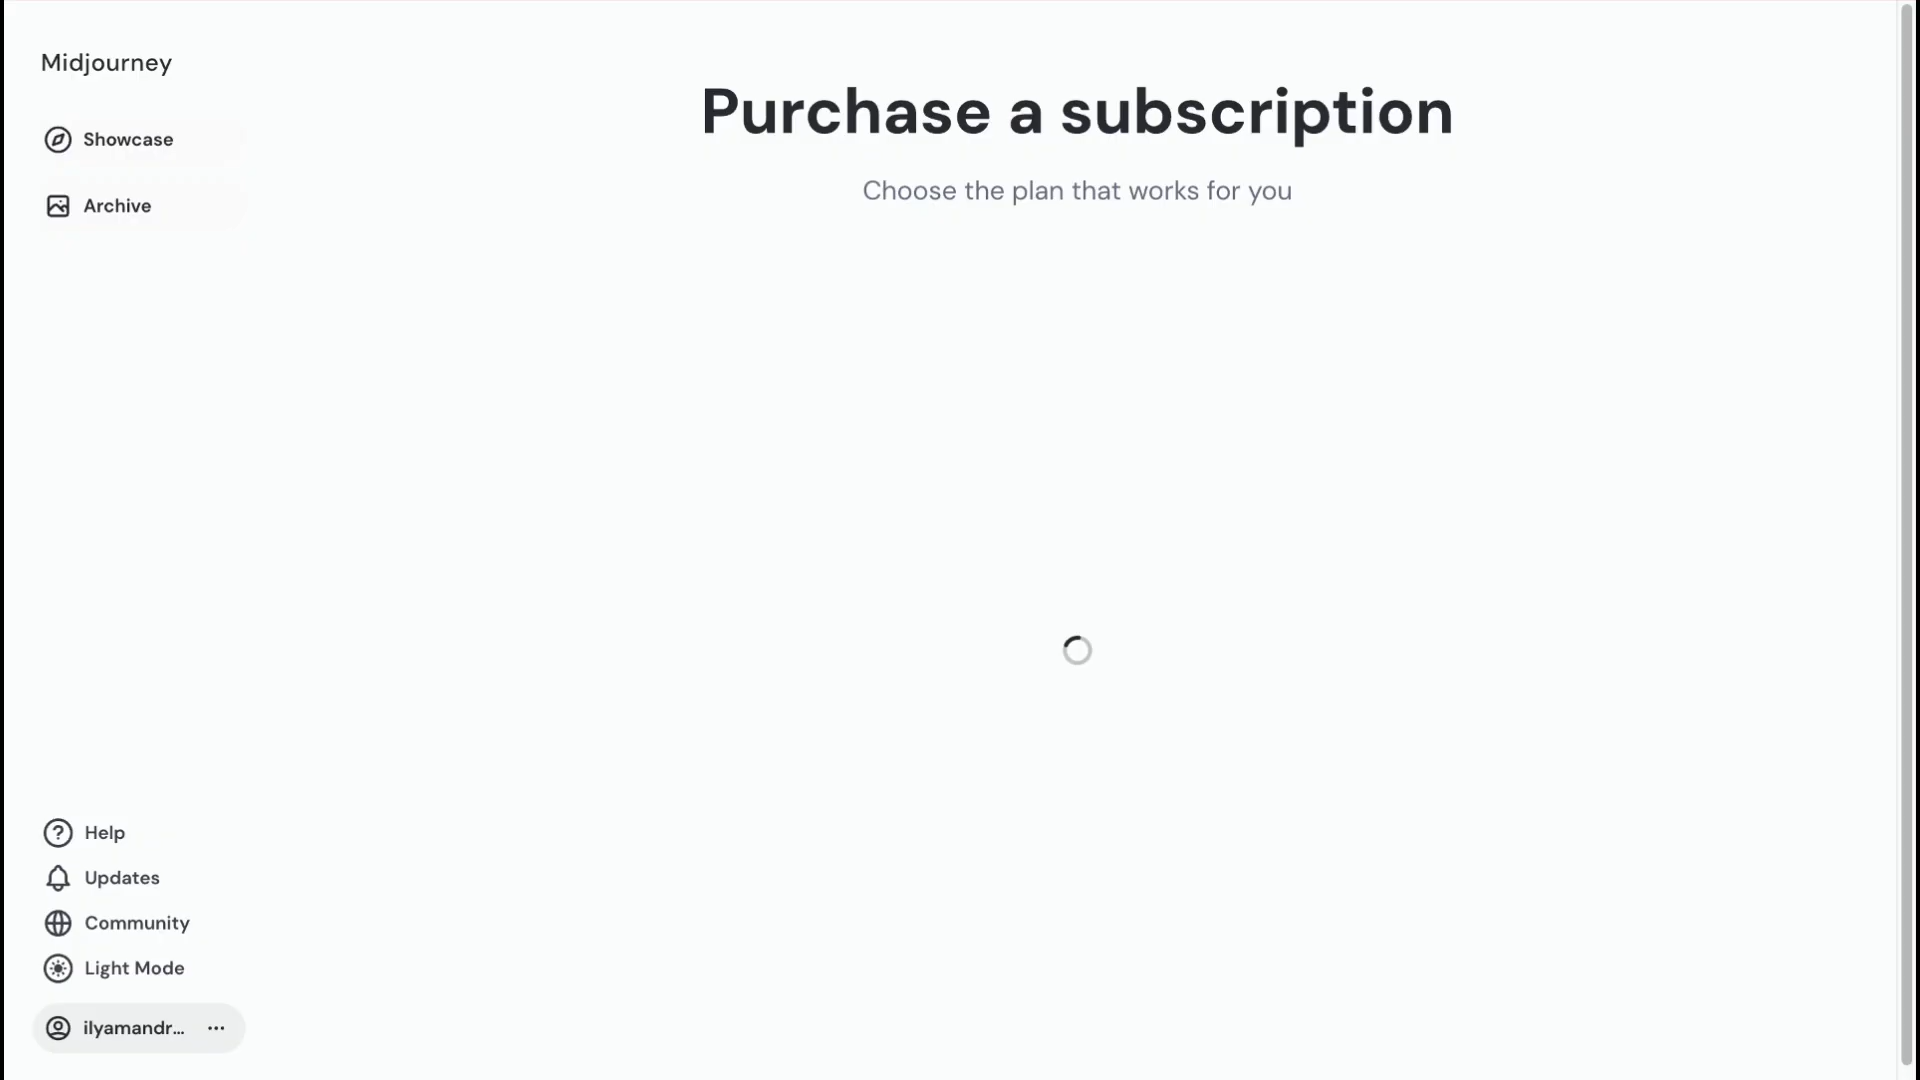 Midjourney
Purchase a subscription
Choose the plan that works for you
Showcase
Archive
Help
Updates
Community
Light Mode
ilyamandr...